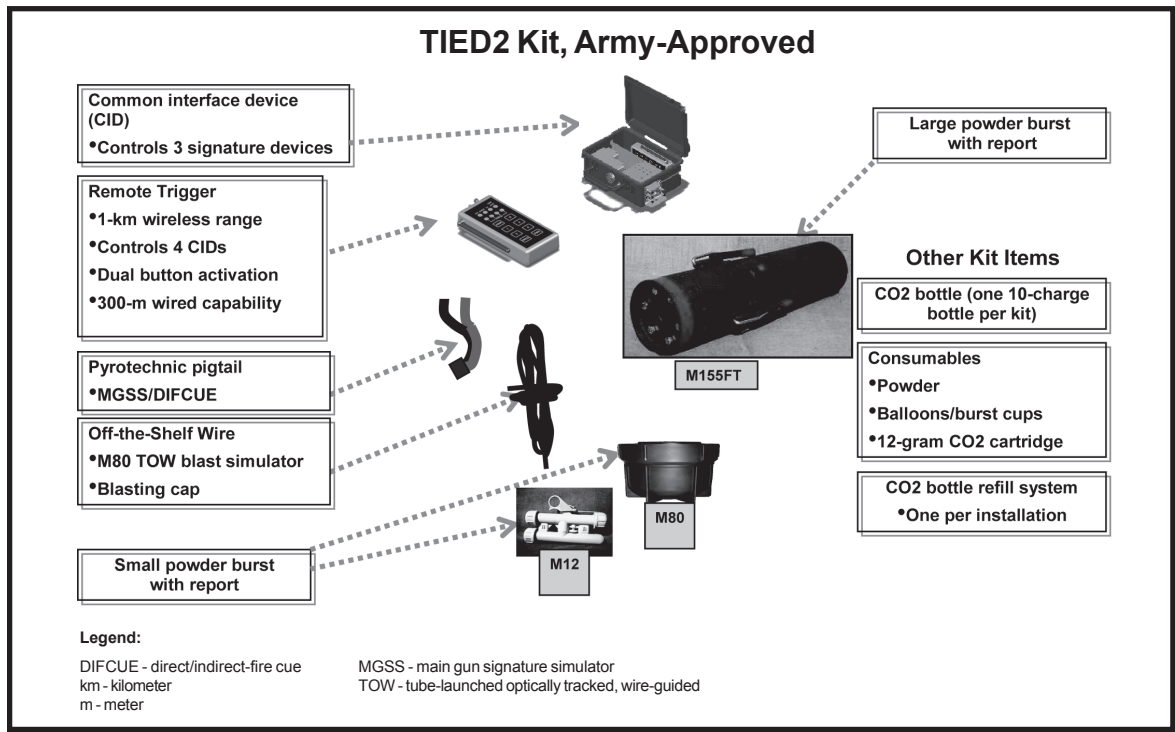 TIED2 Kit, Army-Approved
Common interface device
(CID)
•Controls 3 signature devices
Remote Trigger
•1-km wireless range
•Controls 4 CIDs
•Dual button activation
•300-m wired capability
Pyrotechnic pigtail
•MGSS/DIFCUE
Off-the-Shelf Wire
•M80 TOW blast simulator
•Blasting cap
Small powder burst
with report
M12
M80
M155FT
Large powder burst
with report
Other Kit Items
CO2 bottle (one 10-charge
bottle per kit)
Consumables
•Powder
•Balloons/burst cups
•12-gram CO2 cartridge
CO2 bottle refill system
•One per installation
Legend:
DIFCUE - direct/indirect-fire cue
km - kilometer
m - meter
MGSS - main gun signature simulator
TOW - tube-launched optically tracked, wire-guided